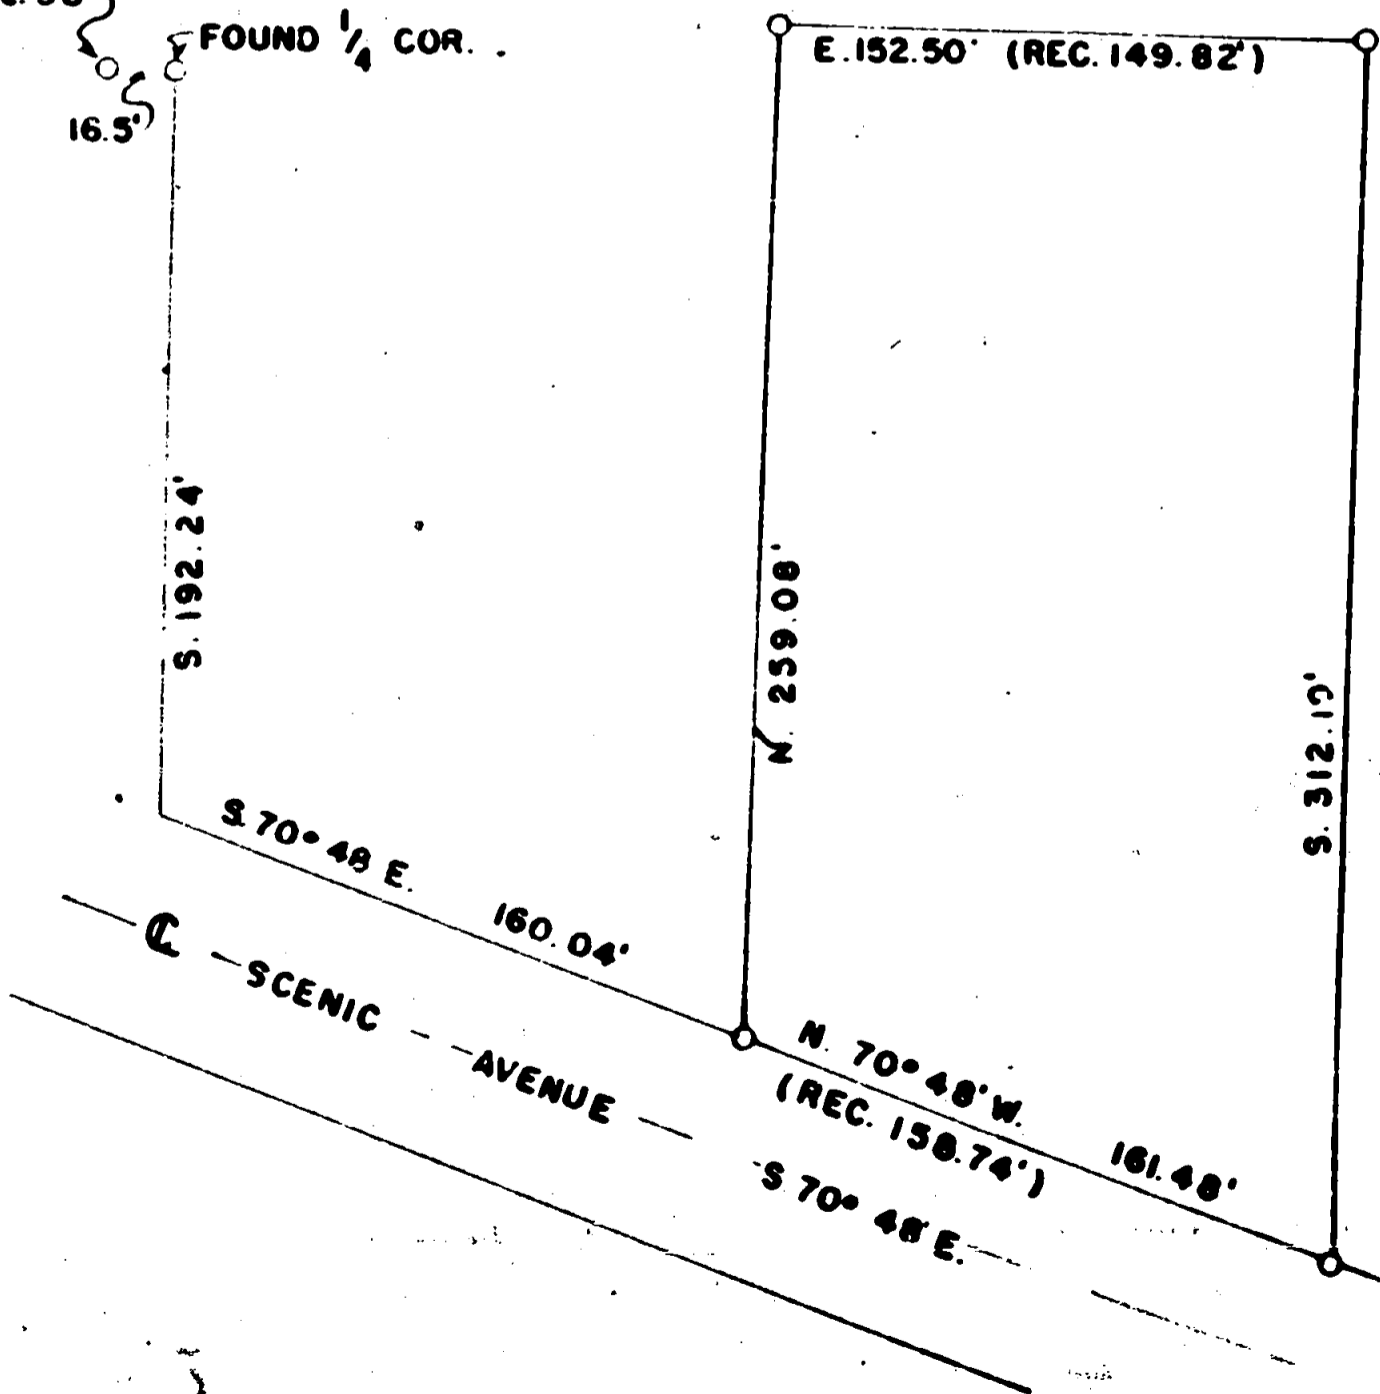 FOUND 1/4 COR.
16.5'
E. 152.50' (REC. 149.82')
S. 192.24'
N. 259.08'
S. 312.19'
S. 70° 48 E. 160.04'
N. 70° 48' W. 161.48'
(REC. 158.74')
℄ SCENIC AVENUE S. 70° 48' E.